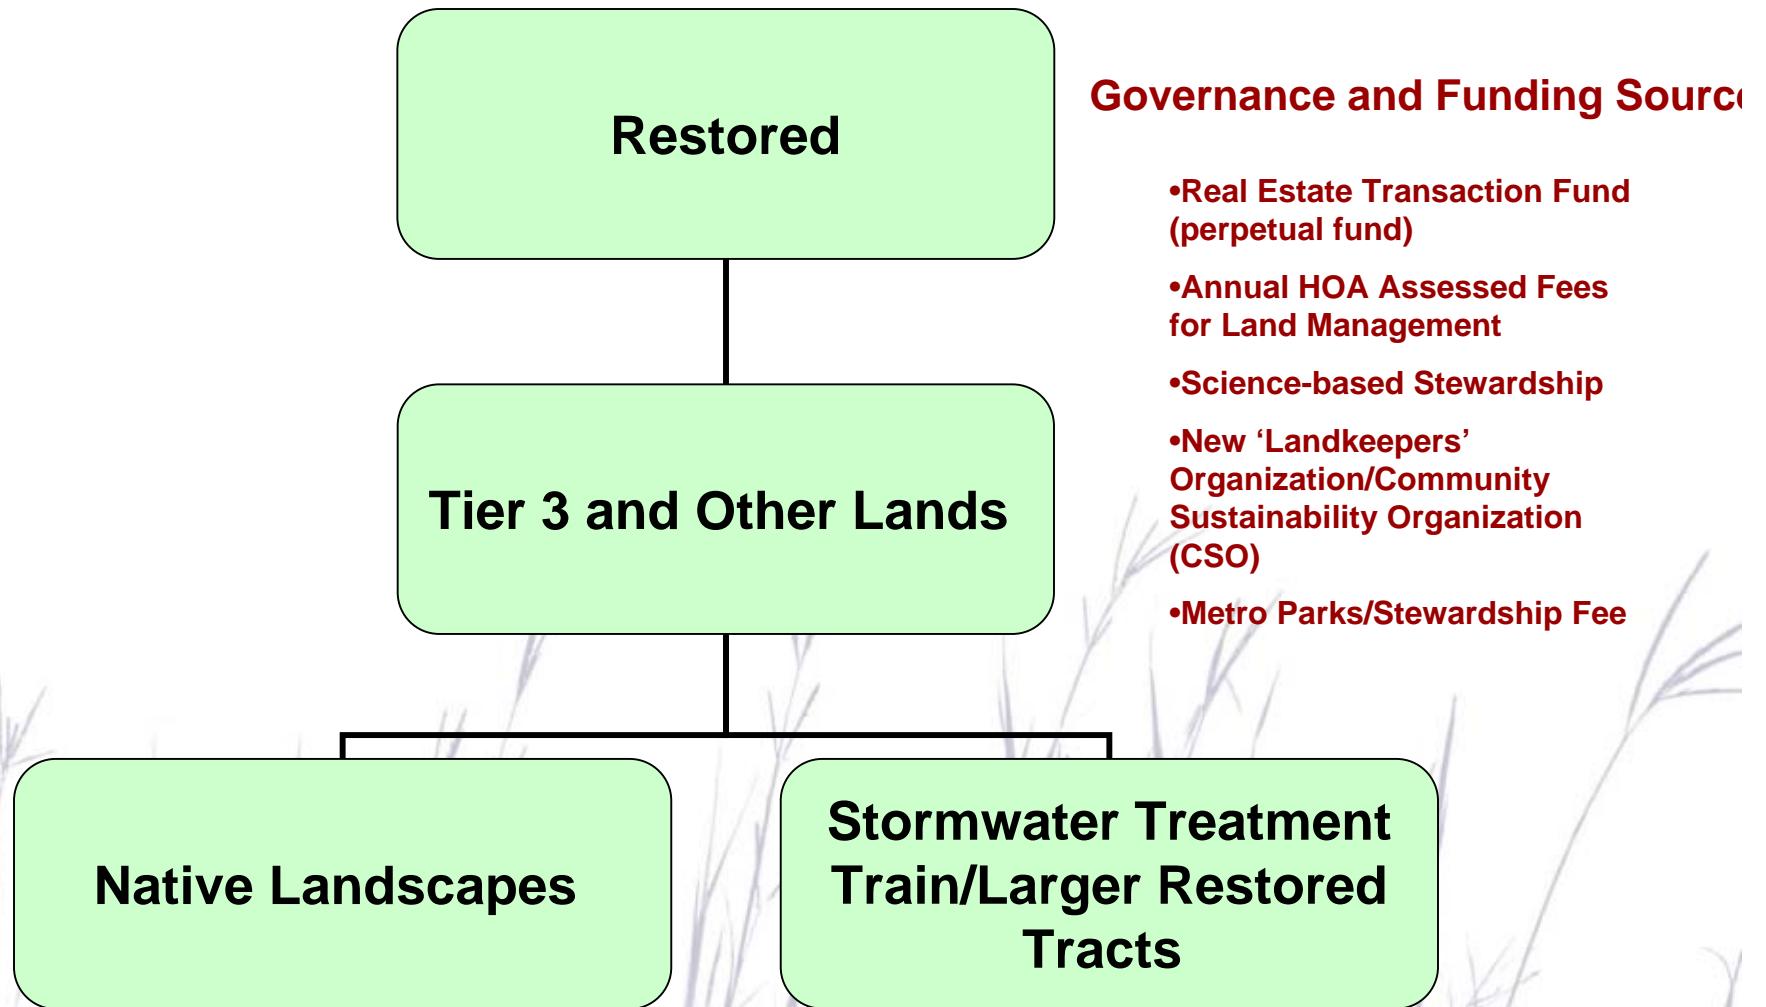 Restored
Governance and Funding Sourc
•Real Estate Transaction Fund
(perpetual fund)
•Annual HOA Assessed Fees
for Land Management
•Science-based Stewardship
•New ‘Landkeepers’
Organization/Community
Sustainability Organization
(CSO)
•Metro Parks/Stewardship Fee
Tier 3 and Other Lands
Native Landscapes
Stormwater Treatment
Train/Larger Restored
Tracts